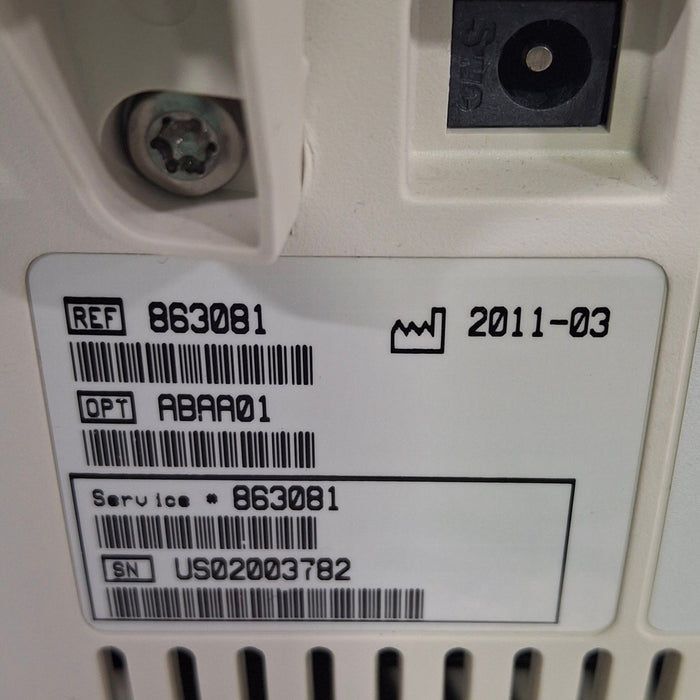 REF 863081
2011-03
OPT ABAA01
Service # 863081
SN US02003782